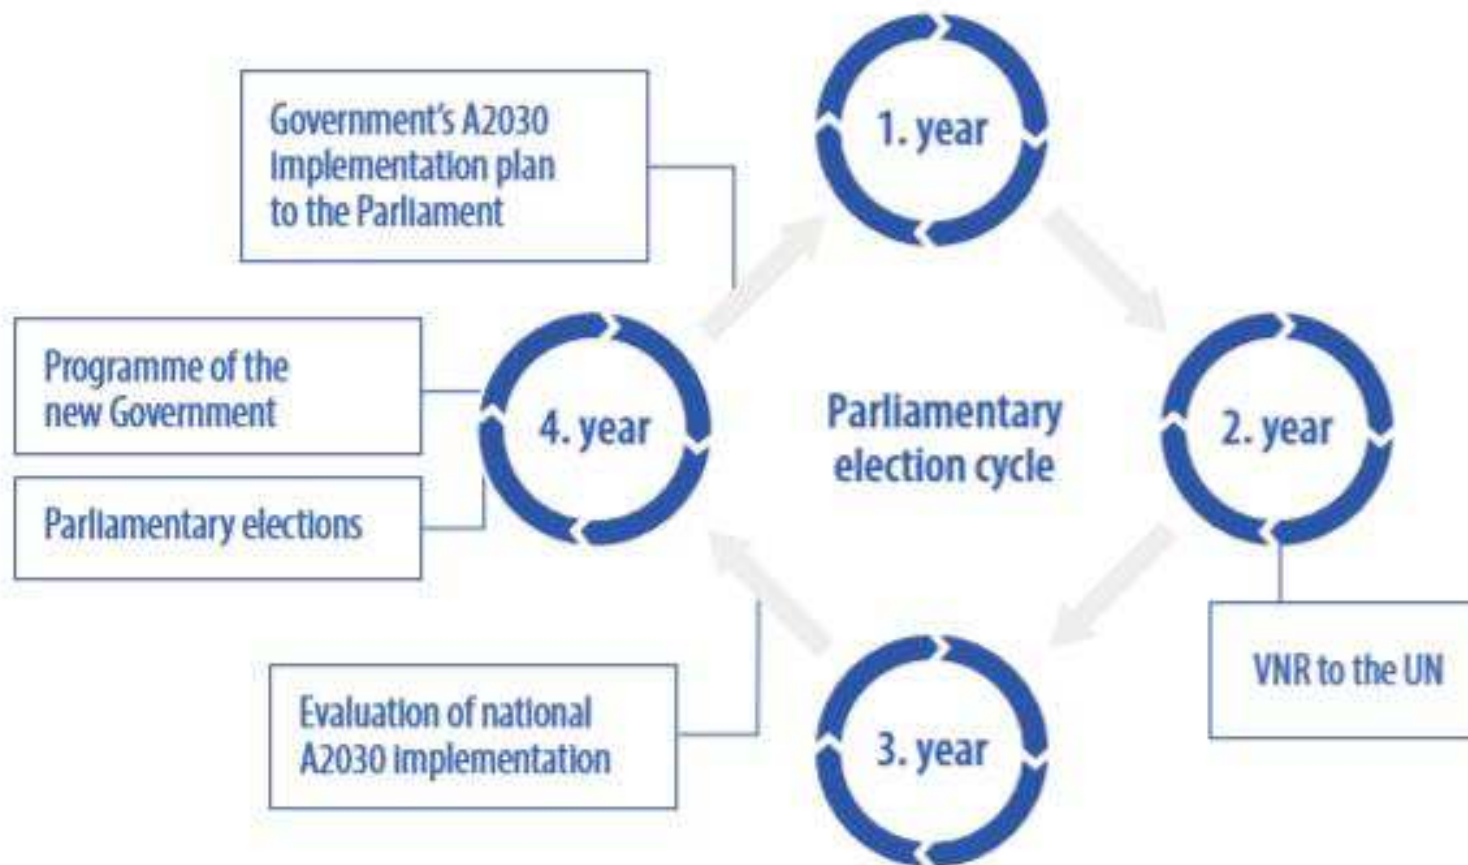 1. year
Government's A2030
implementation plan
to the Parliament
Programme of the
new Government
4. year
Parliamentary
election cycle
2. year
Parliamentary elections
VNR to the UN
Evaluation of national
A2030 implementation
3. year